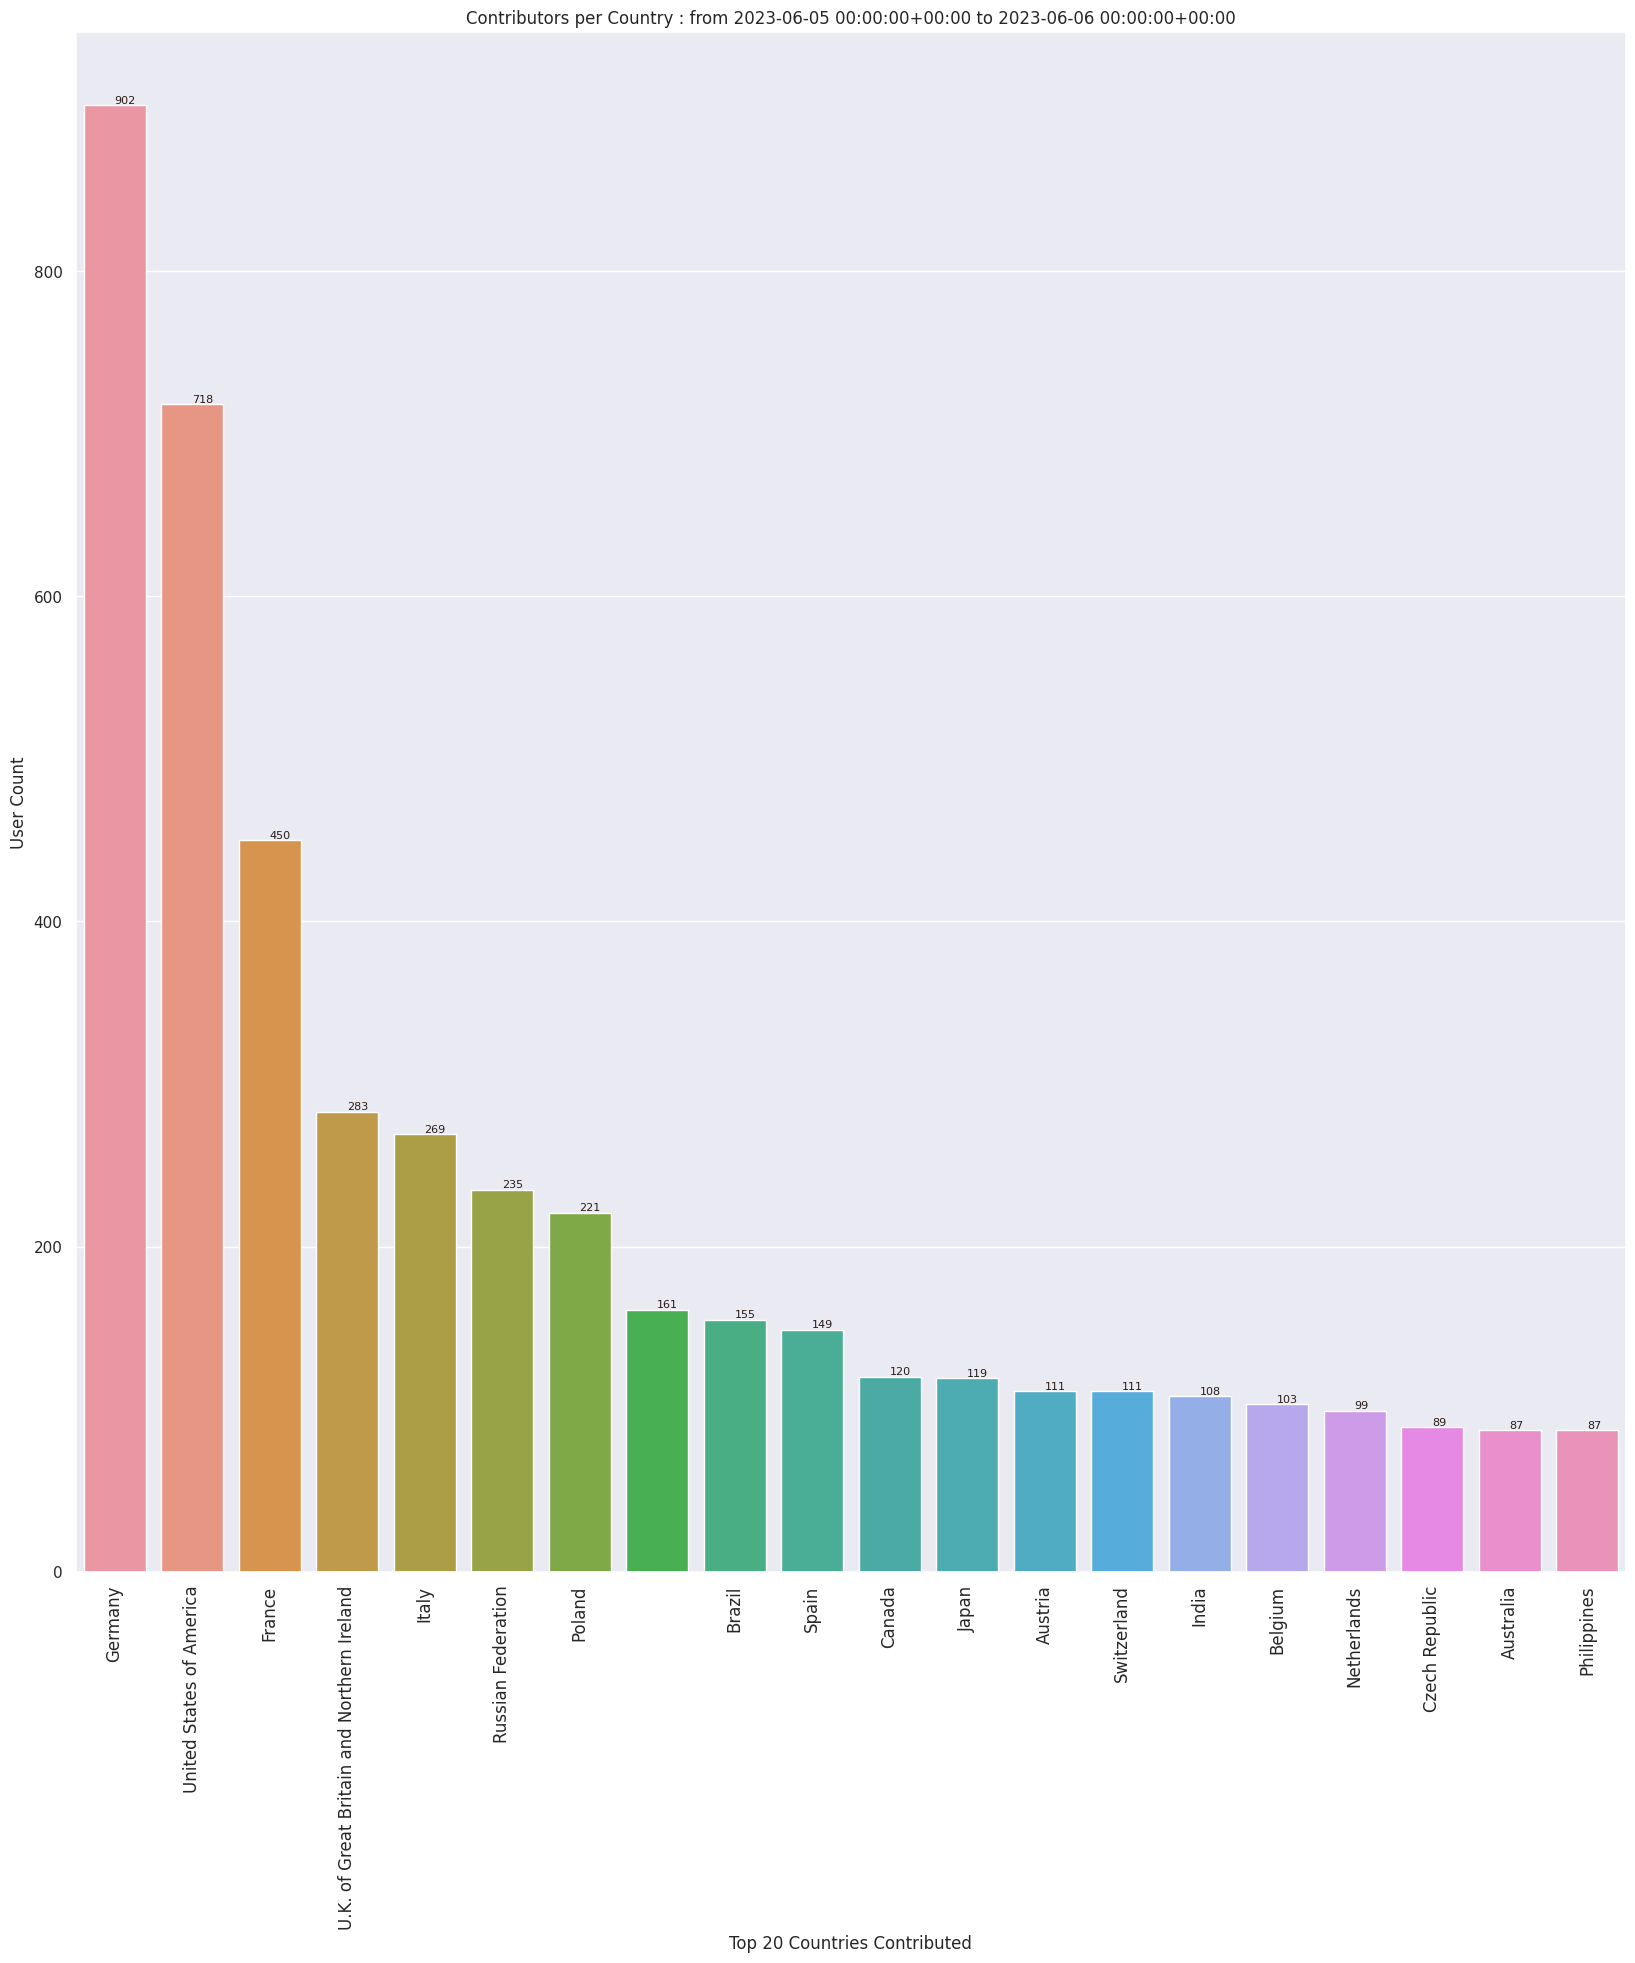 Contributors per Country : from 2023-06-05 00:00:00+00:00 to 2023-06-06 00:00:00+00:00
User Count
800
600
400
200
0
902
718
450
283
269
235
221
161
155
149
120
119
111
111
108
103
99
89
87
87
Germany
United States of America
France
U.K. of Great Britain and Northern Ireland
Italy
Russian Federation
Poland
Brazil
Spain
Canada
Japan
Austria
Switzerland
India
Belgium
Netherlands
Czech Republic
Australia
Philippines
Top 20 Countries Contributed